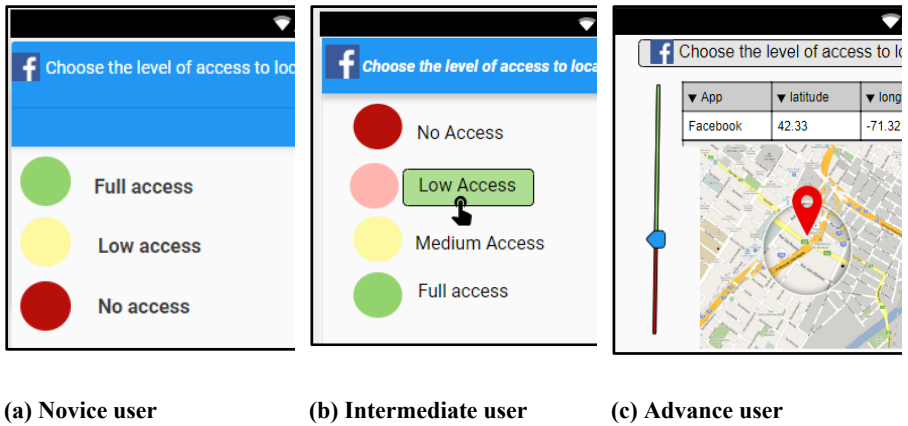 Choose the level of access to loc
Full access
Low access
No access
Choose the level of access to loca
No Access
Low Access
Medium Access
Full access
Choose the level of access to lo
▼ App ▼ latitude ▼ long
Facebook 42.33 -71.32
(a) Novice user (b) Intermediate user (c) Advance user